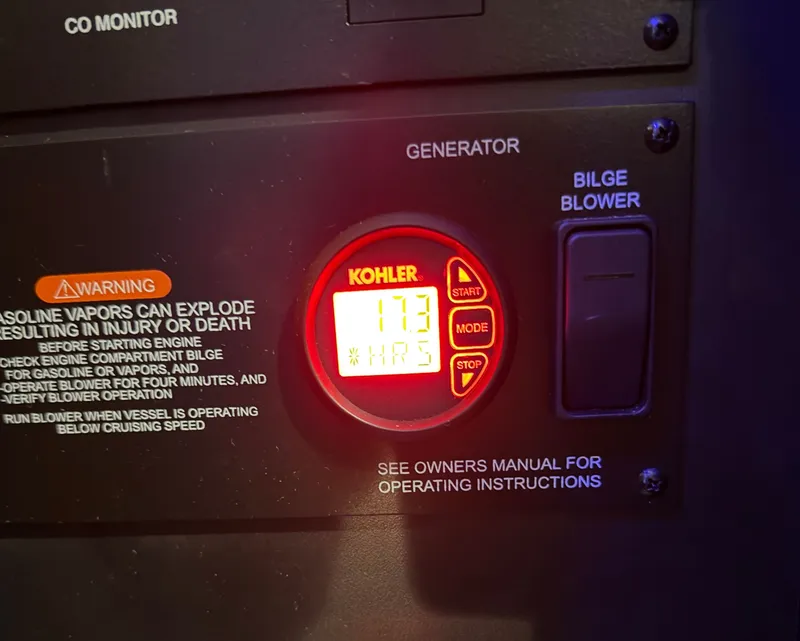 CO MONITOR
GENERATOR
BILGE
BLOWER
WARNING
ASOLINE VAPORS CAN EXPLODE
ESULTING IN INJURY OR DEATH
BEFORE STARTING ENGINE
CHECK ENGINE COMPARTMENT BILGE
FOR GASOLINE OR VAPORS, AND
-OPERATE BLOWER FOR FOUR MINUTES, AND
-VERIFY BLOWER OPERATION
RUN BLOWER WHEN VESSEL IS OPERATING
BELOW CRUISING SPEED
KOHLER
17.3
*HRS
START
MODE
STOP
SEE OWNERS MANUAL FOR
OPERATING INSTRUCTIONS